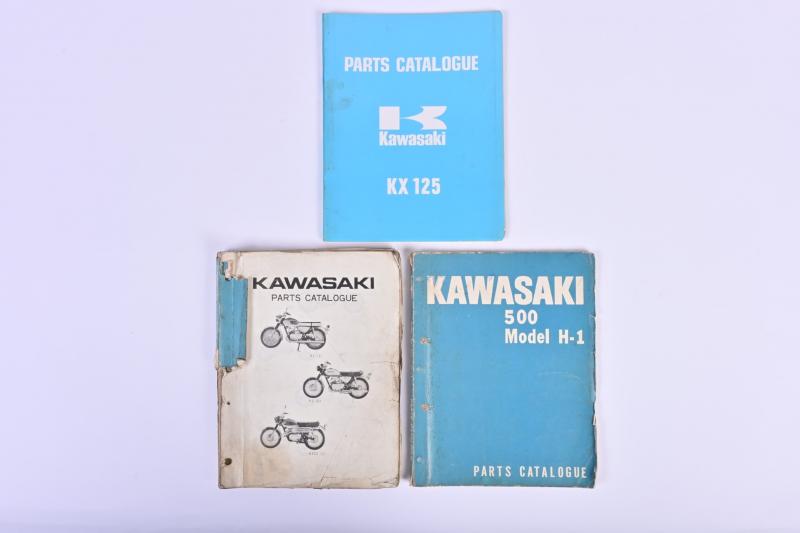 PARTS CATALOGUE
Kawasaki
KX 125
KAWASAKI
PARTS CATALOGUE
KAWASAKI
500
Model H-1
PARTS CATALOGUE